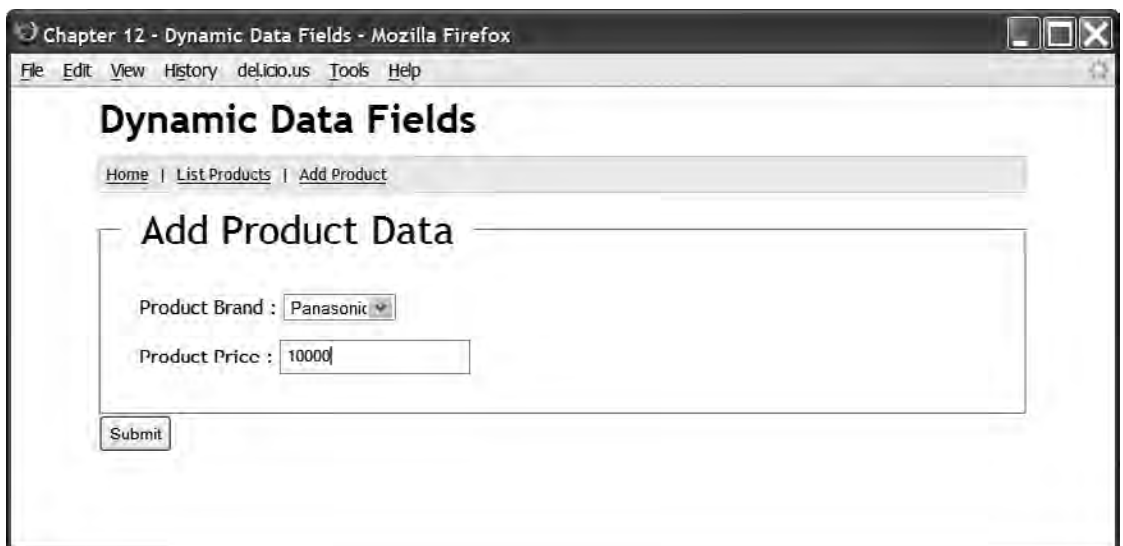 Chapter 12 - Dynamic Data Fields - Mozilla Firefox
File Edit View History del.icio.us Tools Help
Dynamic Data Fields
Home | List Products | Add Product
Add Product Data
Product Brand : Panasonic
Product Price : 10000
Submit